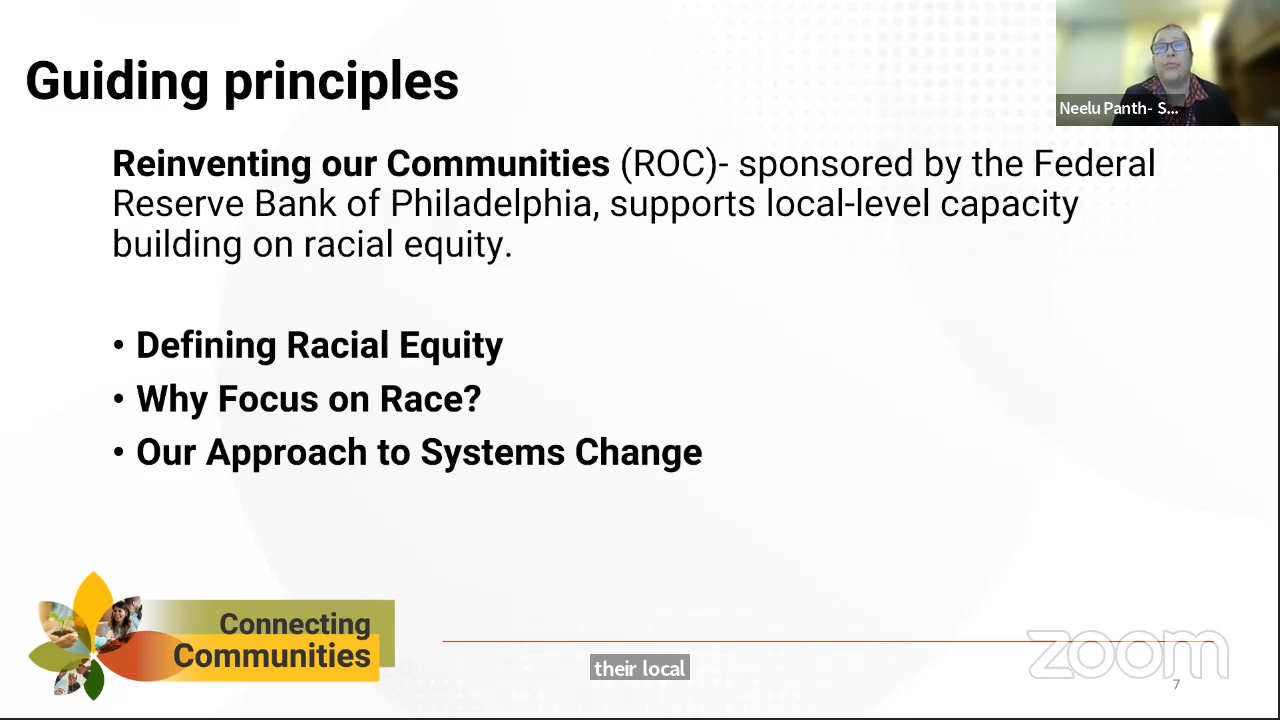 Guiding principles
Neelu Panth- S...
Reinventing our Communities (ROC)- sponsored by the Federal
Reserve Bank of Philadelphia, supports local-level capacity
building on racial equity.
• Defining Racial Equity
• Why Focus on Race?
• Our Approach to Systems Change
Connecting
Communities
their local
zoom
7